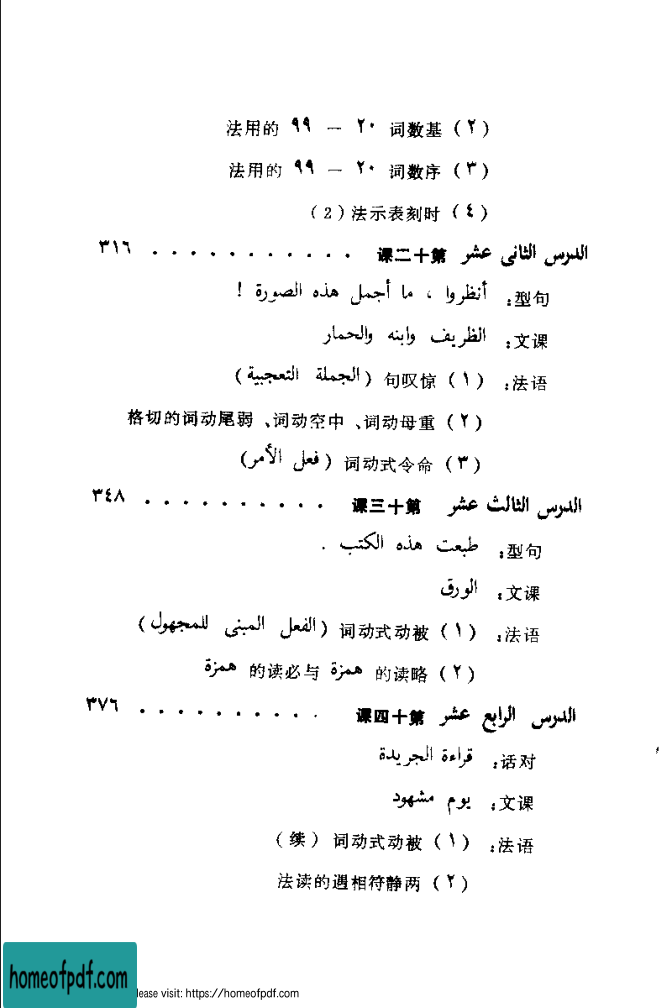 (٢) 基数词 ٢٠ — ٩٩ 的用法
(٣) 序数词 ٢٠ — ٩٩ 的用法
(٤) 时刻表示法(2)
الدرس الثانى عشر 第十二课 . . . . . . . . . . . ٣١٦
句型: أنظروا ، ما أجمل هذه الصورة !
课文: الظريف وابنه والحمار
语法: (١) 惊叹句 (الجملة التعجبية)
(٢) 重母动词、中空动词、弱尾动词的切格
(٣) 命令式动词 (فعل الأمر)
الدرس الثالث عشر 第十三课 . . . . . . . . . . ٣٤٨
句型: طبعت هذه الكتب .
课文: الورق
语法: (١) 被动式动词 (الفعل المبنى للمجهول)
(٢) 略读的 همزة 与必读的 همزة
الدرس الرابع عشر 第十四课 . . . . . . . . . . ٣٧٦
对话: قراءة الجريدة
课文: يوم مشهود
语法: (١) 被动式动词 (续)
(٢) 两静符相遇的读法
homeofpdf.com
lease visit: https://homeofpdf.com